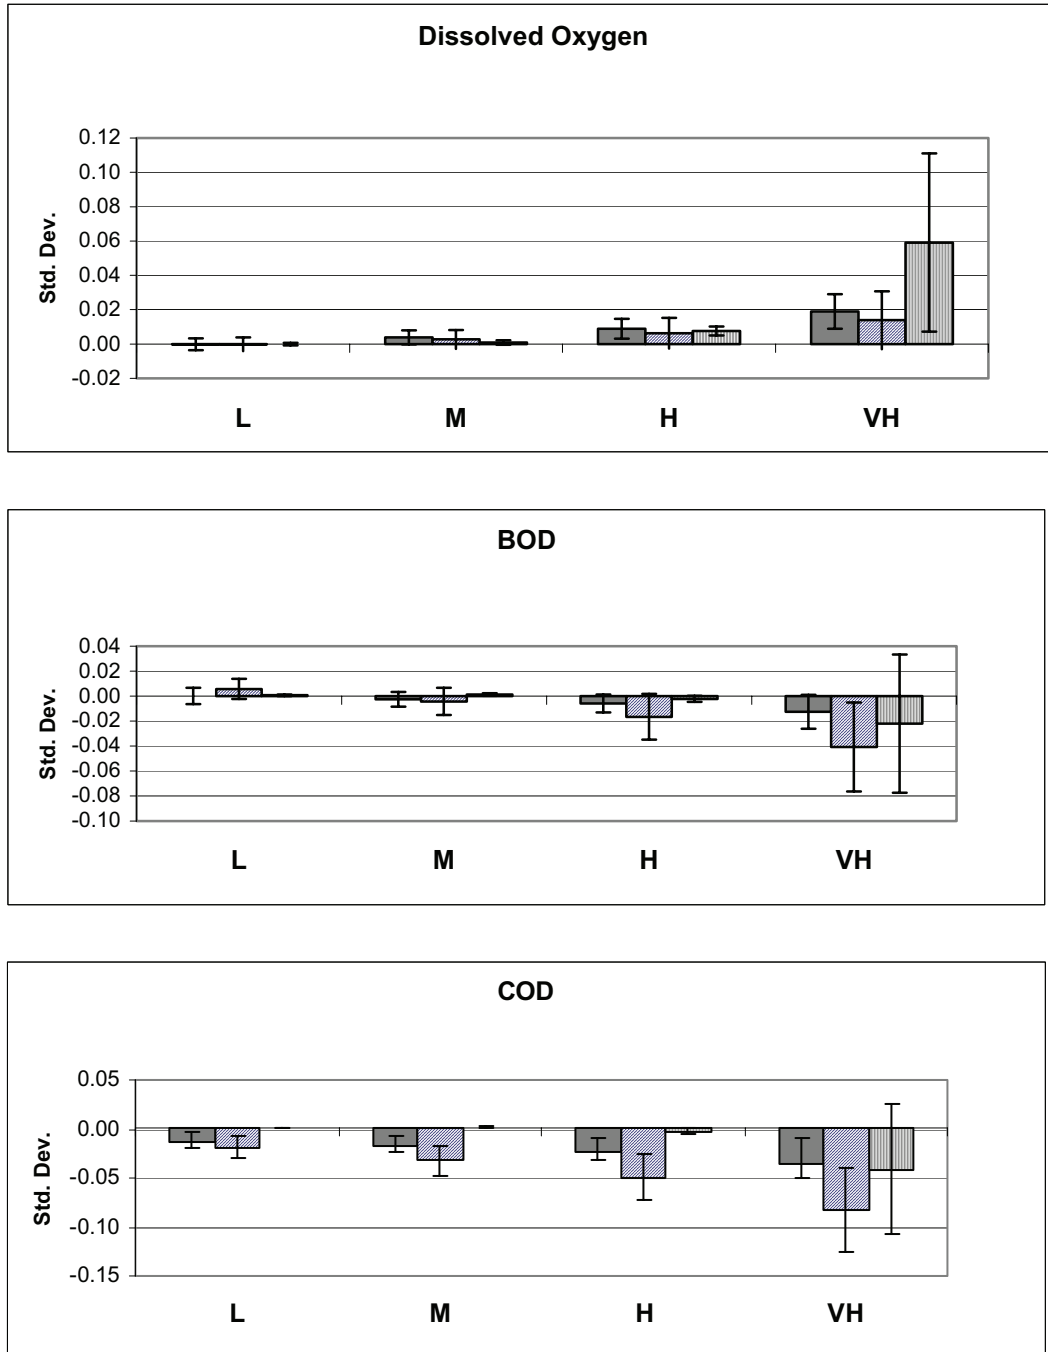 Dissolved Oxygen
0.12
0.10
0.08
0.06
0.04
0.02
0.00
-0.02
Std. Dev.
L M H VH
BOD
0.04
0.02
0.00
-0.02
-0.04
-0.06
-0.08
-0.10
Std. Dev.
L M H VH
COD
0.05
0.00
-0.05
-0.10
-0.15
Std. Dev.
L M H VH